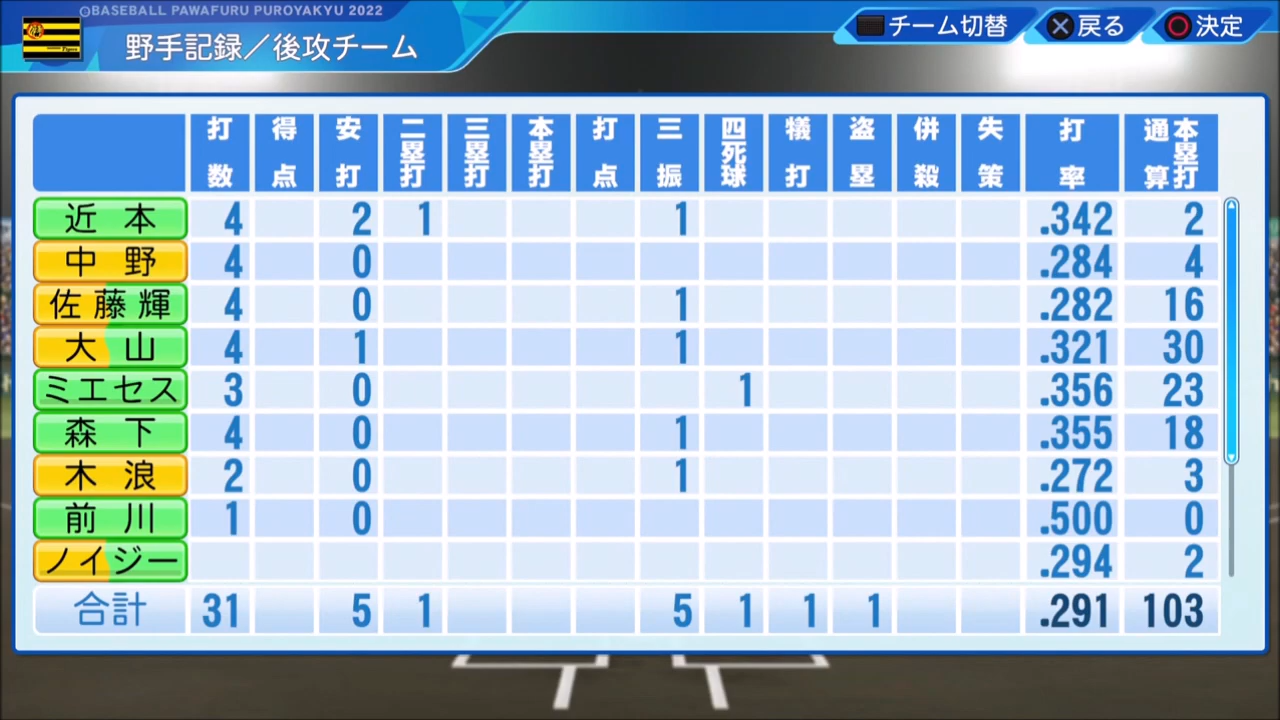 ©BASEBALL PAWAFURU PUROYAKYU 2022
野手記録／後攻チーム
チーム切替 戻る 決定
打数 得点 安打 二塁打 三塁打 本塁打 打点 三振 四死球 犠打 盗塁 併殺 失策 打率 通算本塁打
近本 4 2 1 1 .342 2
中野 4 0 .284 4
佐藤輝 4 0 1 .282 16
大山 4 1 1 .321 30
ミエセス 3 0 1 .356 23
森下 4 0 1 .355 18
木浪 2 0 1 .272 3
前川 1 0 .500 0
ノイジー .294 2
合計 31 5 1 5 1 1 1 .291 103